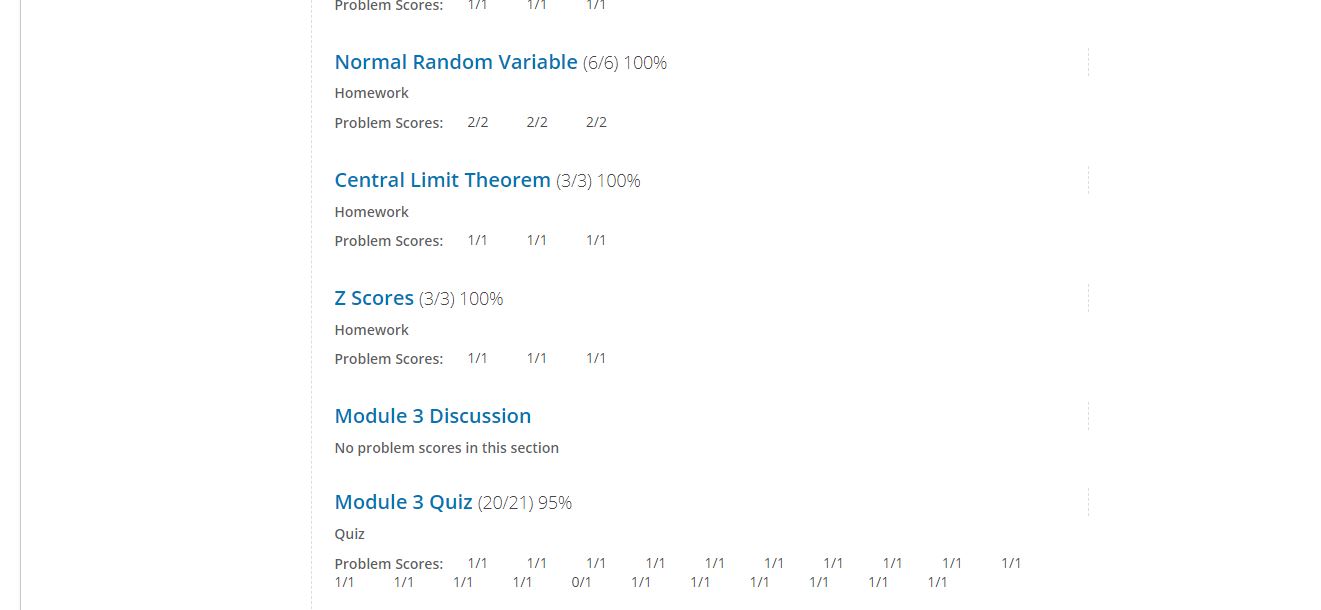 Problem Scores: 1/1 1/1 1/1
Normal Random Variable (6/6) 100%
Homework
Problem Scores: 2/2 2/2 2/2
Central Limit Theorem (3/3) 100%
Homework
Problem Scores: 1/1 1/1 1/1
Z Scores (3/3) 100%
Homework
Problem Scores: 1/1 1/1 1/1
Module 3 Discussion
No problem scores in this section
Module 3 Quiz (20/21) 95%
Quiz
Problem Scores: 1/1 1/1 1/1 1/1 1/1 1/1 1/1 1/1 1/1 1/1
1/1 1/1 1/1 1/1 0/1 1/1 1/1 1/1 1/1 1/1 1/1